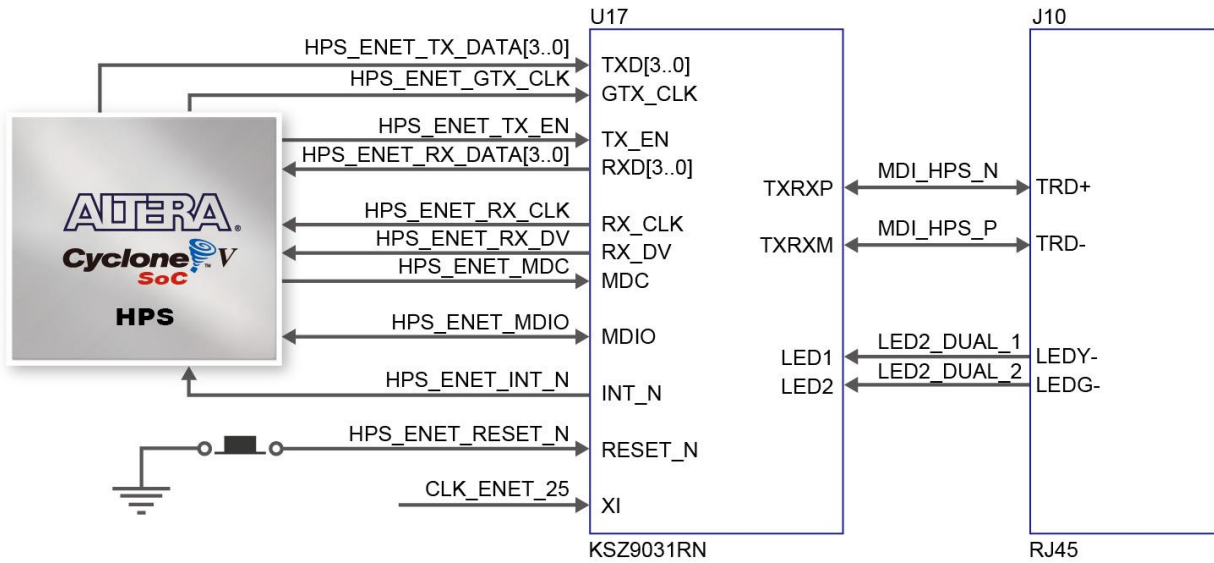 U17
J10
HPS_ENET_TX_DATA[3..0]
TXD[3..0]
HPS_ENET_GTX_CLK
GTX_CLK
HPS_ENET_TX_EN
TX_EN
HPS_ENET_RX_DATA[3..0]
RXD[3..0]
TXRXP
MDI_HPS_N
TRD+
ALTERA.
HPS_ENET_RX_CLK
RX_CLK
TXRXM
MDI_HPS_P
TRD-
Cyclone V
TM
HPS_ENET_RX_DV
RX_DV
SoC
HPS_ENET_MDC
MDC
HPS
HPS_ENET_MDIO
MDIO
LED1
LED2_DUAL_1
LEDY-
HPS_ENET_INT_N
INT_N
LED2
LED2_DUAL_2
LEDG-
HPS_ENET_RESET_N
RESET_N
CLK_ENET_25
XI
KSZ9031RN
RJ45